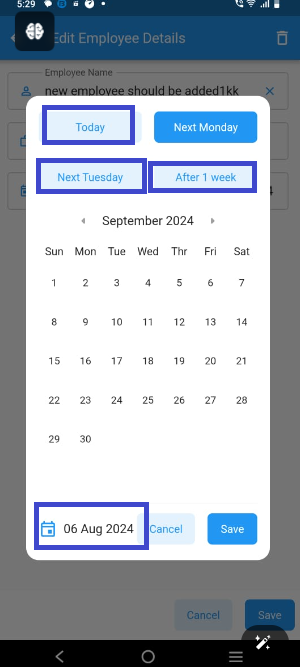 5:29
Edit Employee Details
Employee Name
new employee should be added1kk
Today
Next Monday
Next Tuesday
After 1 week
September 2024
Sun Mon Tue Wed Thr Fri Sat
1 2 3 4 5 6 7
8 9 10 11 12 13 14
15 16 17 18 19 20 21
22 23 24 25 26 27 28
29 30
06 Aug 2024
Cancel
Save
Cancel
Save